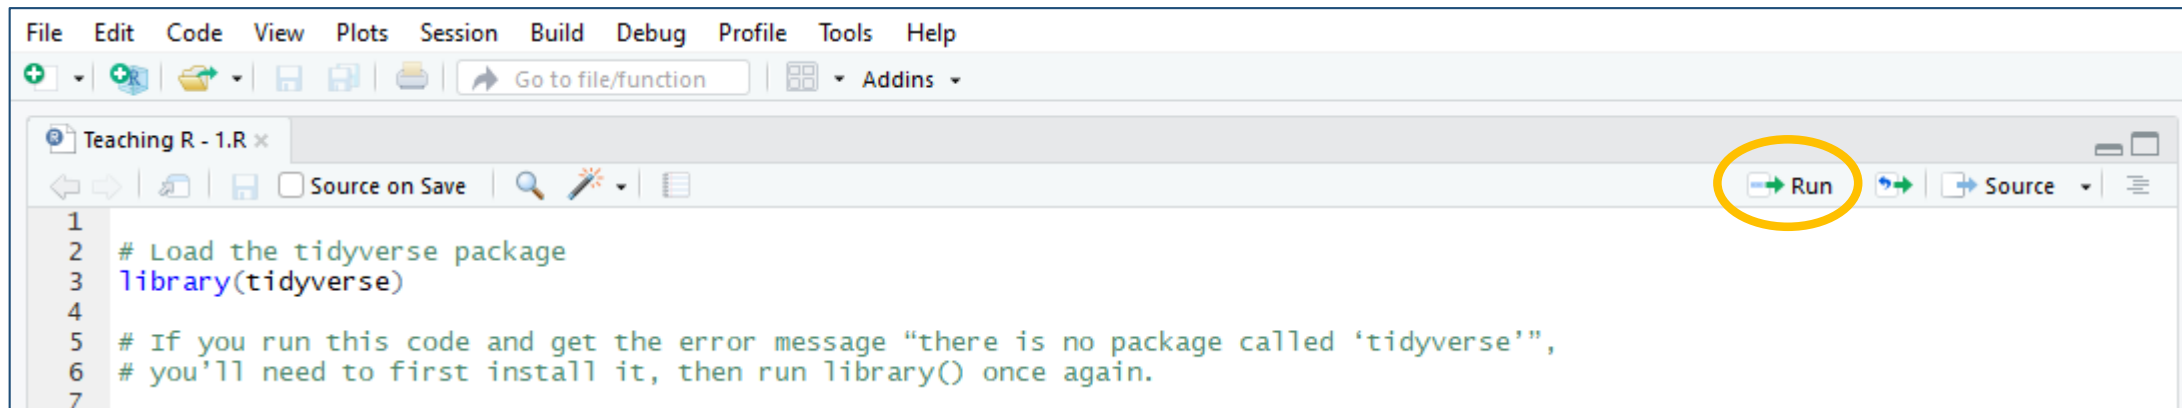 File Edit Code View Plots Session Build Debug Profile Tools Help
Go to file/function Addins
Teaching R - 1.R
Source on Save Run Source
1
2 # Load the tidyverse package
3 library(tidyverse)
4
5 # If you run this code and get the error message “there is no package called ‘tidyverse’”,
6 # you’ll need to first install it, then run library() once again.
7